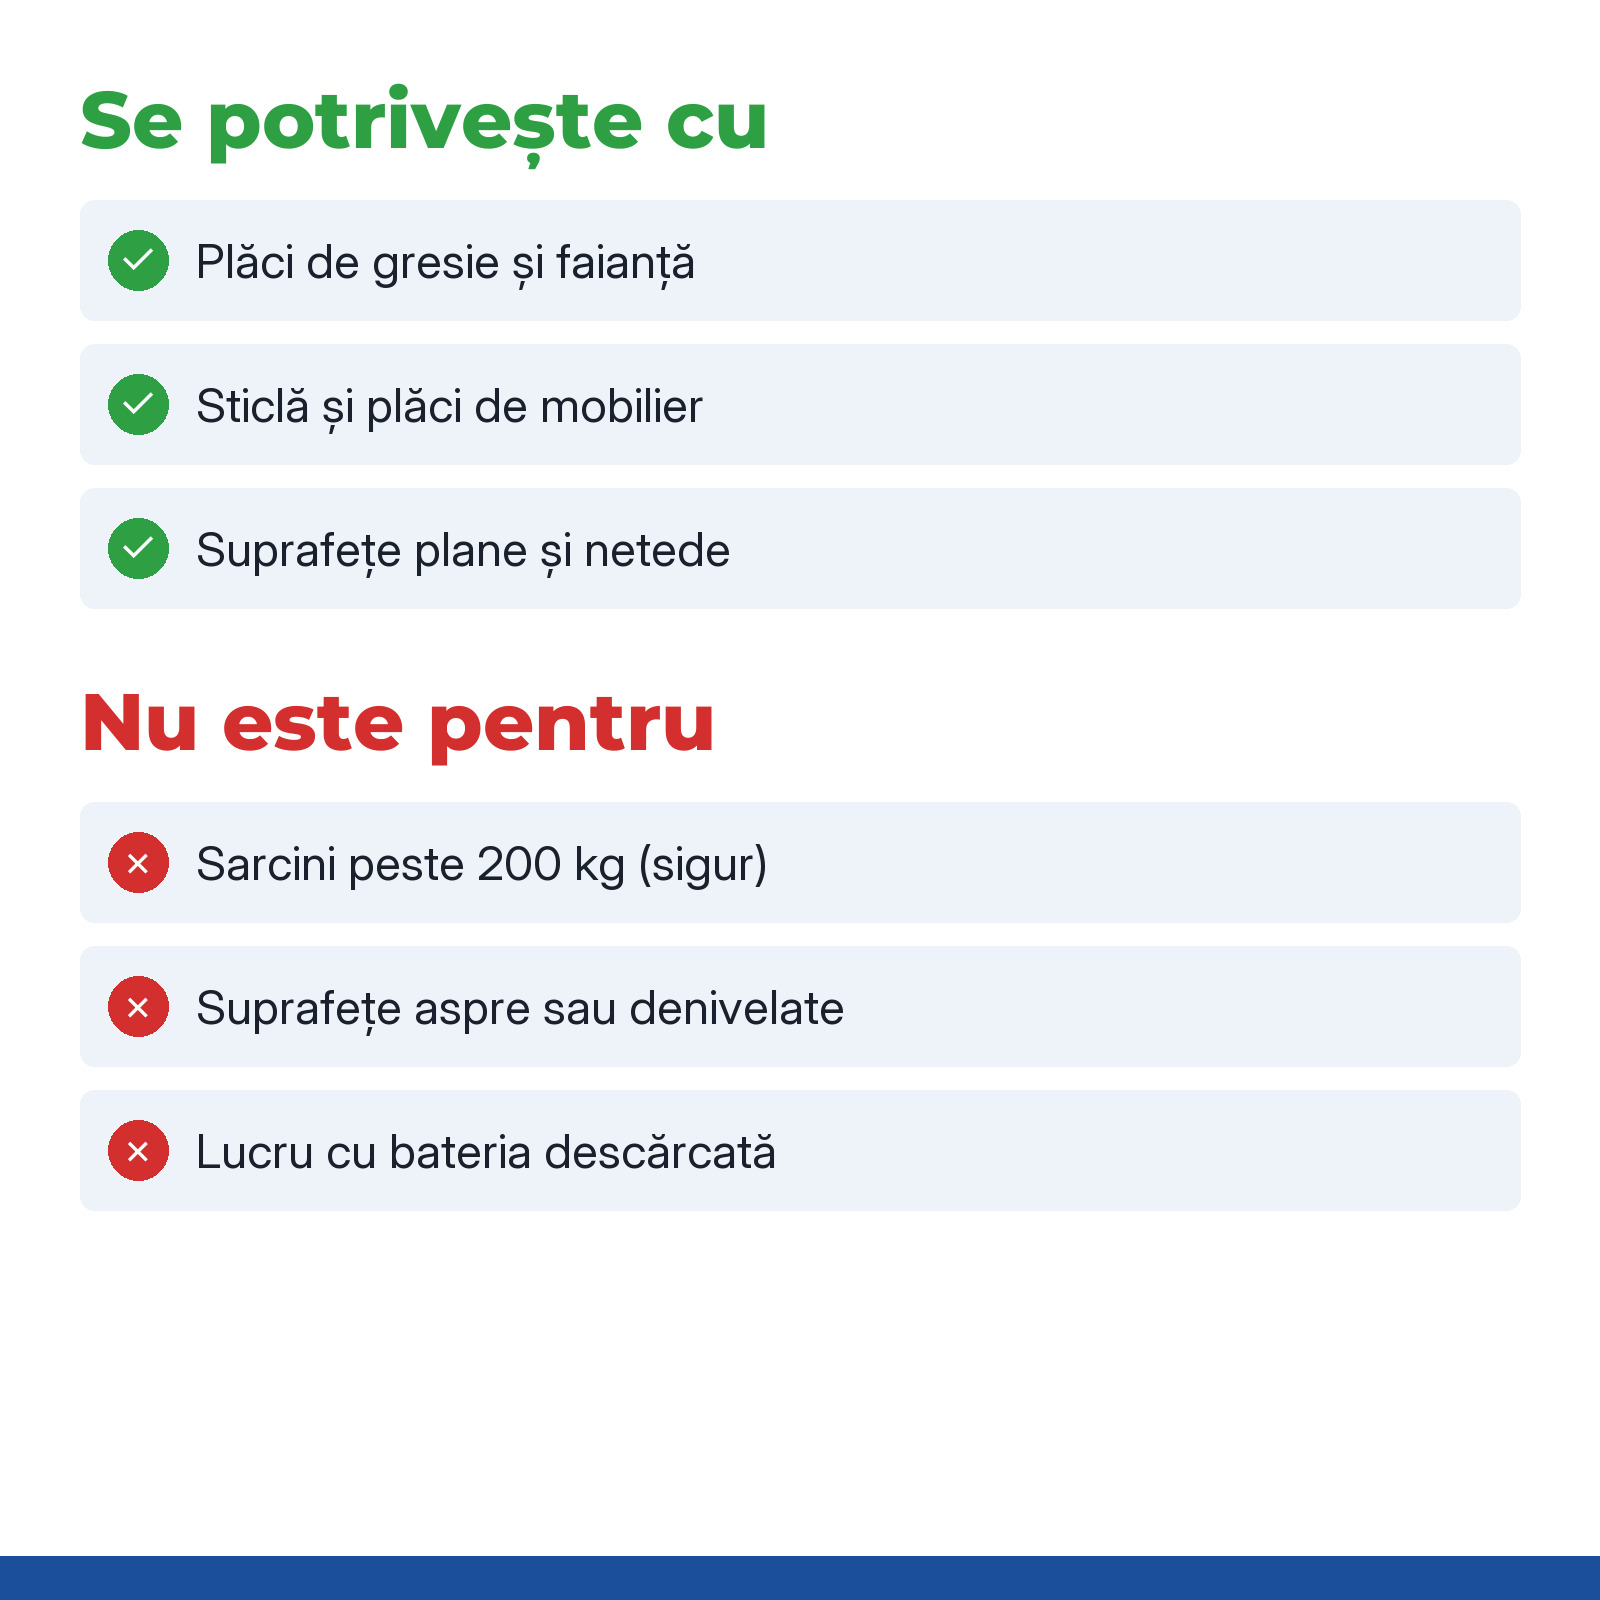 Se potrivește cu
Plăci de gresie și faianță
Sticlă și plăci de mobilier
Suprafețe plane și netede
Nu este pentru
Sarcini peste 200 kg (sigur)
Suprafețe aspre sau denivelate
Lucru cu bateria descărcată